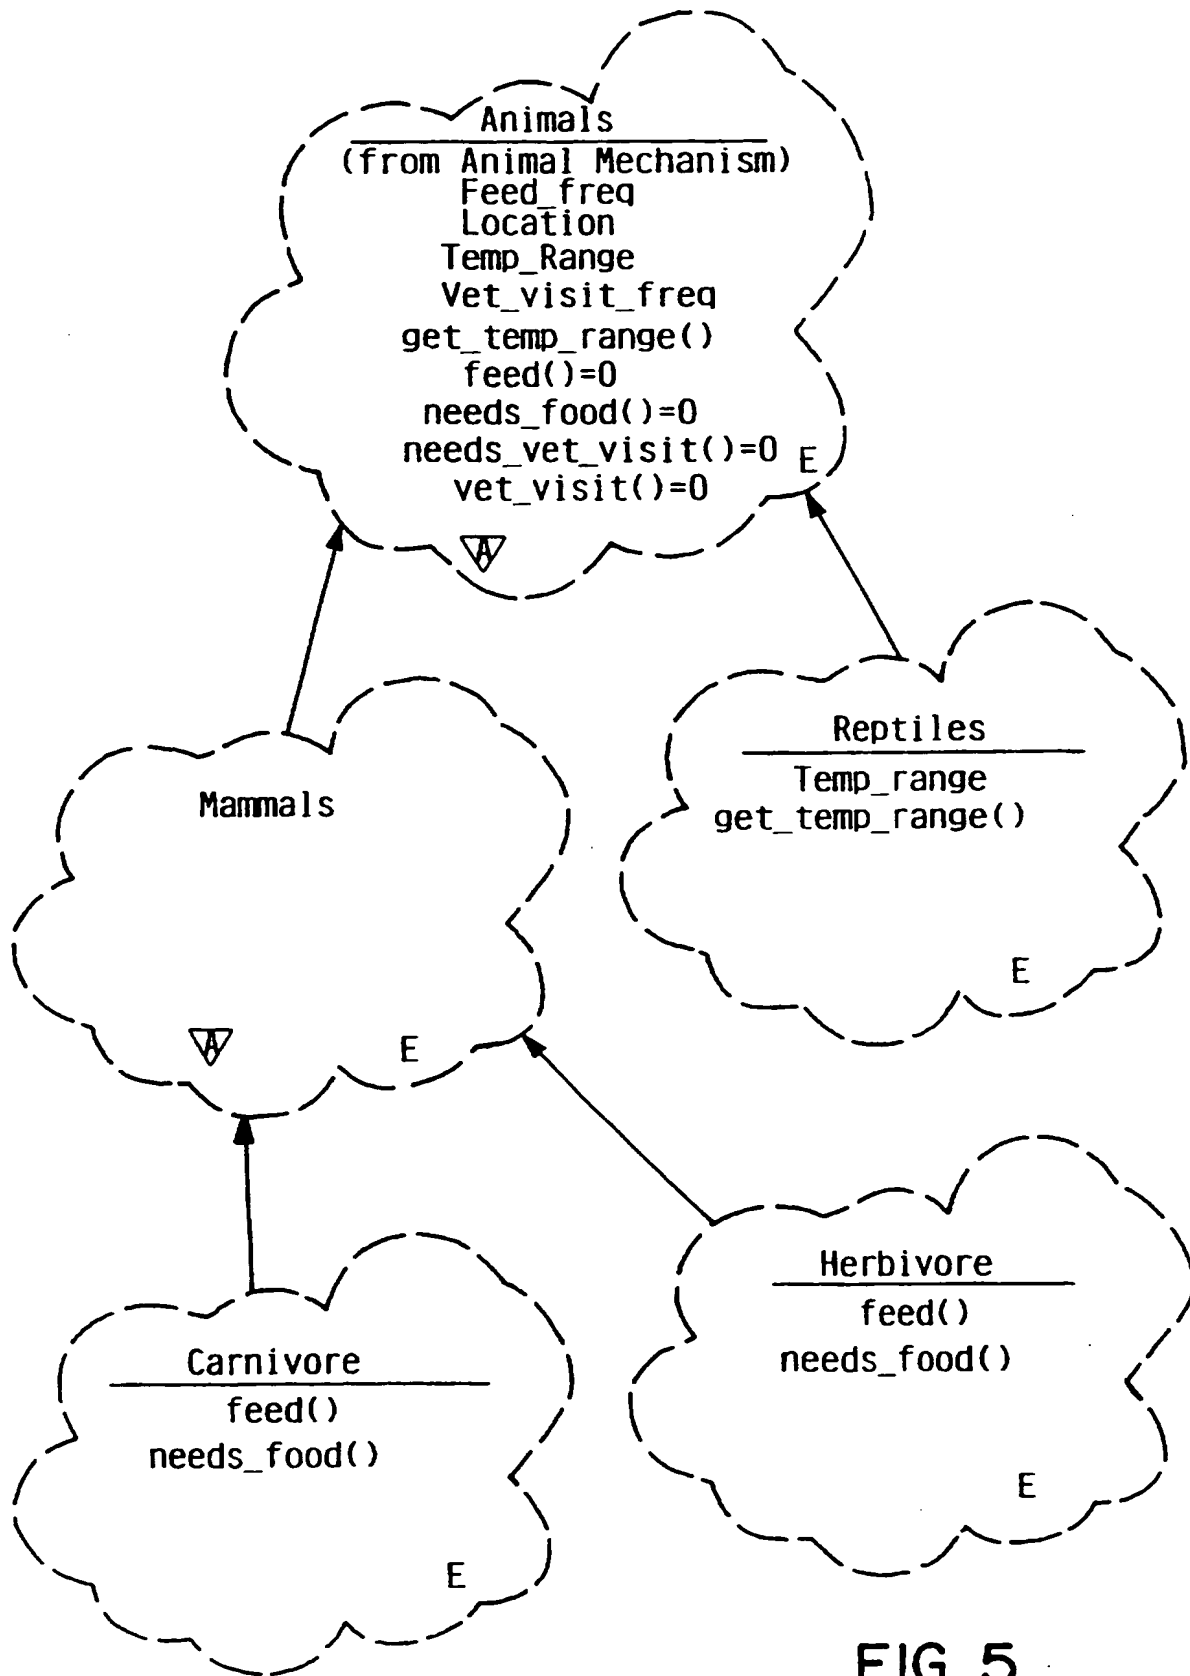 Animals
(from Animal Mechanism)
Feed_freq
Location
Temp_Range
Vet_visit_freq
get_temp_range()
feed()=0
needs_food()=0
needs_vet_visit()=0
E
vet_visit()=0
A
Reptiles
Temp_range
get_temp_range()
E
Mammals
A
E
Herbivore
feed()
needs_food()
E
Carnivore
feed()
needs_food()
E
FIG. 5